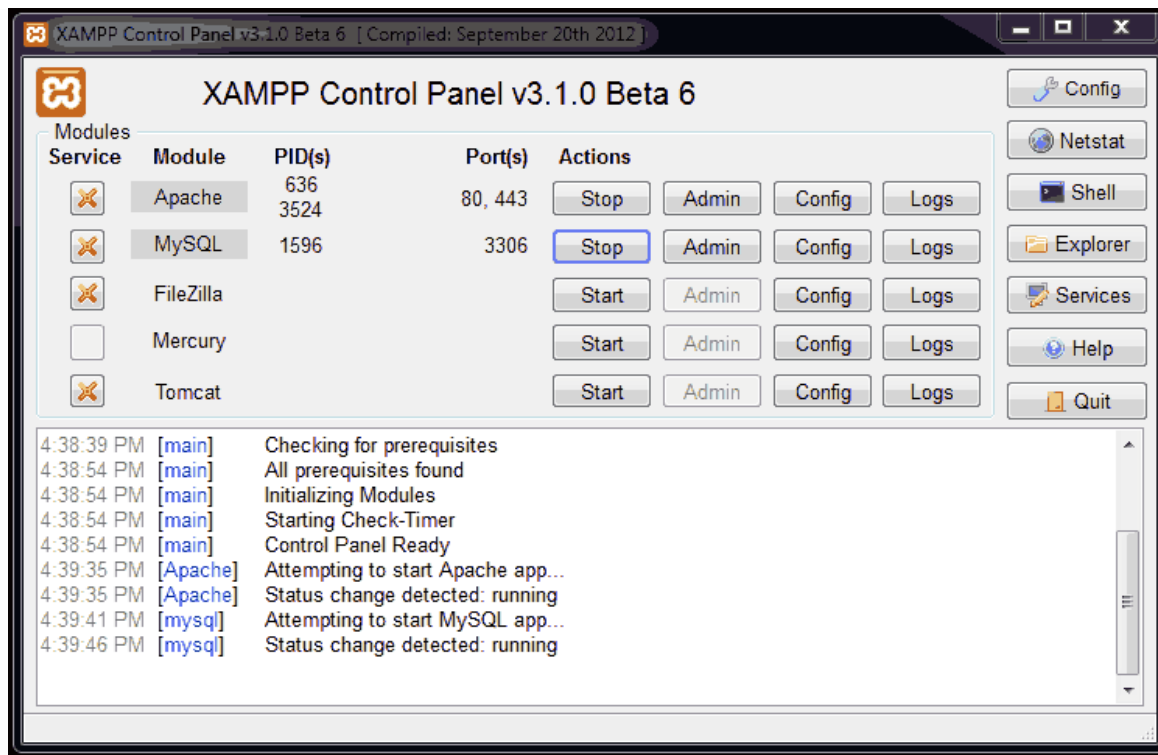 XAMPP Control Panel v3.1.0 Beta 6 [ Compiled: September 20th 2012 ]
XAMPP Control Panel v3.1.0 Beta 6
Config
Modules
Netstat
Service Module PID(s) Port(s) Actions
Apache 636 3524 80, 443 Stop Admin Config Logs
Shell
MySQL 1596 3306 Stop Admin Config Logs
Explorer
FileZilla Start Admin Config Logs
Services
Mercury Start Admin Config Logs
Help
Tomcat Start Admin Config Logs
Quit
4:38:39 PM [main] Checking for prerequisites
4:38:54 PM [main] All prerequisites found
4:38:54 PM [main] Initializing Modules
4:38:54 PM [main] Starting Check-Timer
4:38:54 PM [main] Control Panel Ready
4:39:35 PM [Apache] Attempting to start Apache app...
4:39:35 PM [Apache] Status change detected: running
4:39:41 PM [mysql] Attempting to start MySQL app...
4:39:46 PM [mysql] Status change detected: running